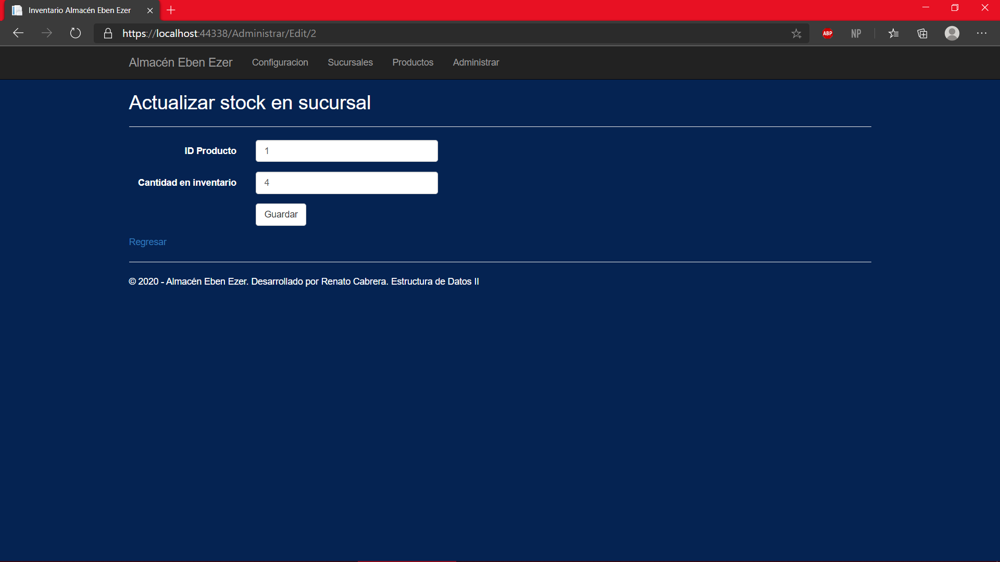 Inventario Almacén Eben Ezer
https://localhost:44338/Administrar/Edit/2
ABP
NP
Almacén Eben Ezer Configuracion Sucursales Productos Administrar
Actualizar stock en sucursal
ID Producto 1
Cantidad en inventario 4
Guardar
Regresar
© 2020 - Almacén Eben Ezer. Desarrollado por Renato Cabrera. Estructura de Datos II